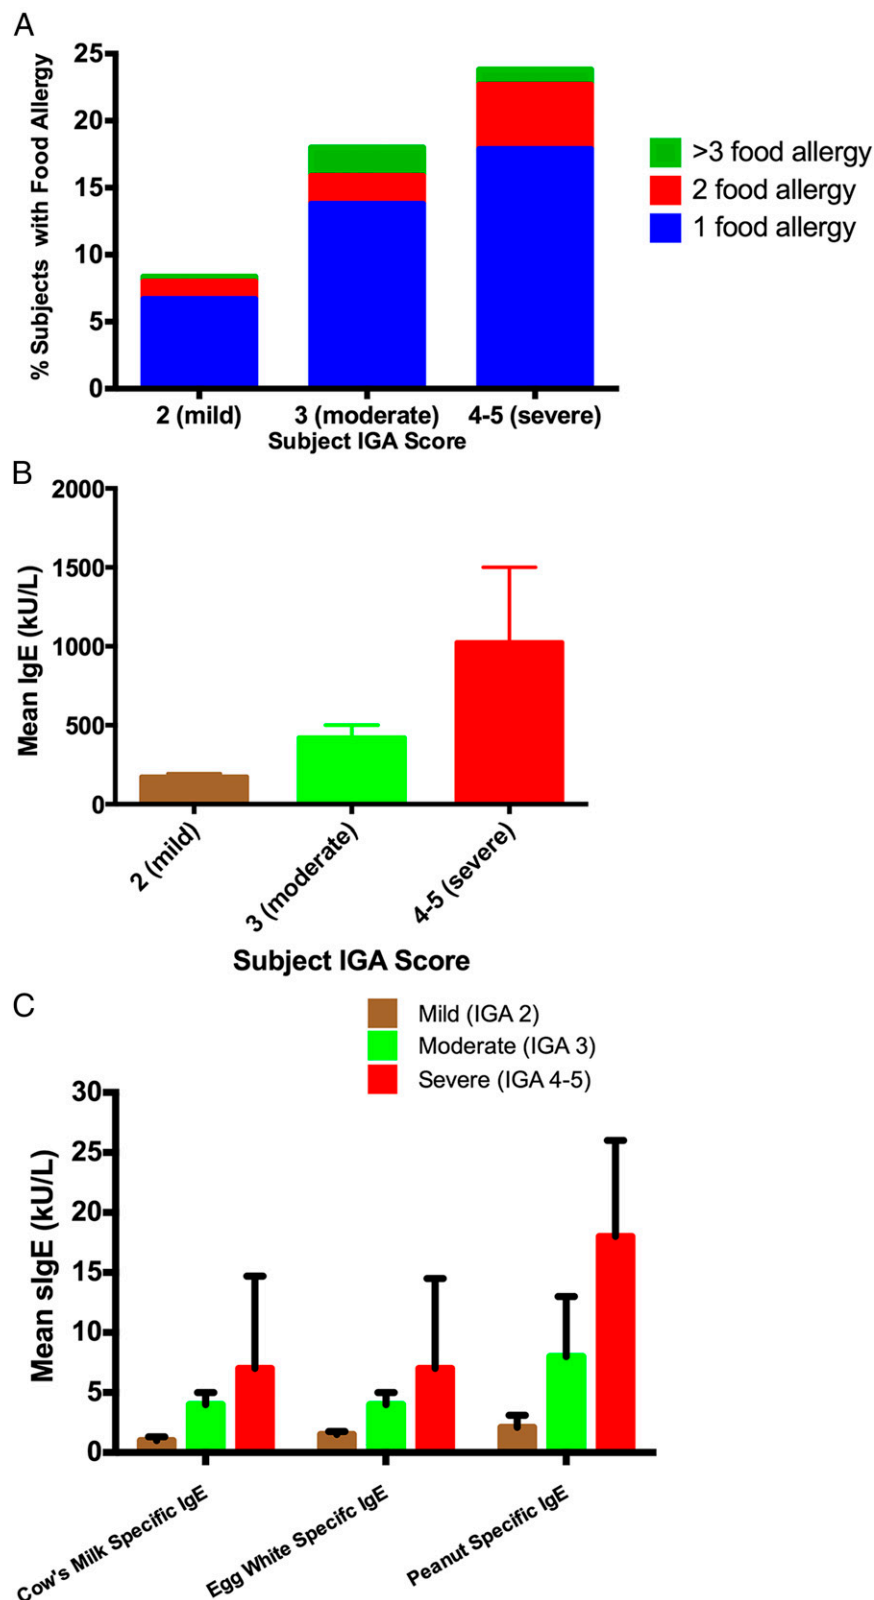 A
% Subjects with Food Allergy
25
20
15
10
5
0
2 (mild)
3 (moderate)
4-5 (severe)
Subject IGA Score
>3 food allergy
2 food allergy
1 food allergy
B
Mean IgE (kU/L)
2000
1500
1000
500
0
2 (mild)
3 (moderate)
4-5 (severe)
Subject IGA Score
C
Mild (IGA 2)
Moderate (IGA 3)
Severe (IGA 4-5)
Mean sIgE (kU/L)
30
25
20
15
10
5
0
Cow's Milk Specific IgE
Egg White Specifc IgE
Peanut Specific IgE